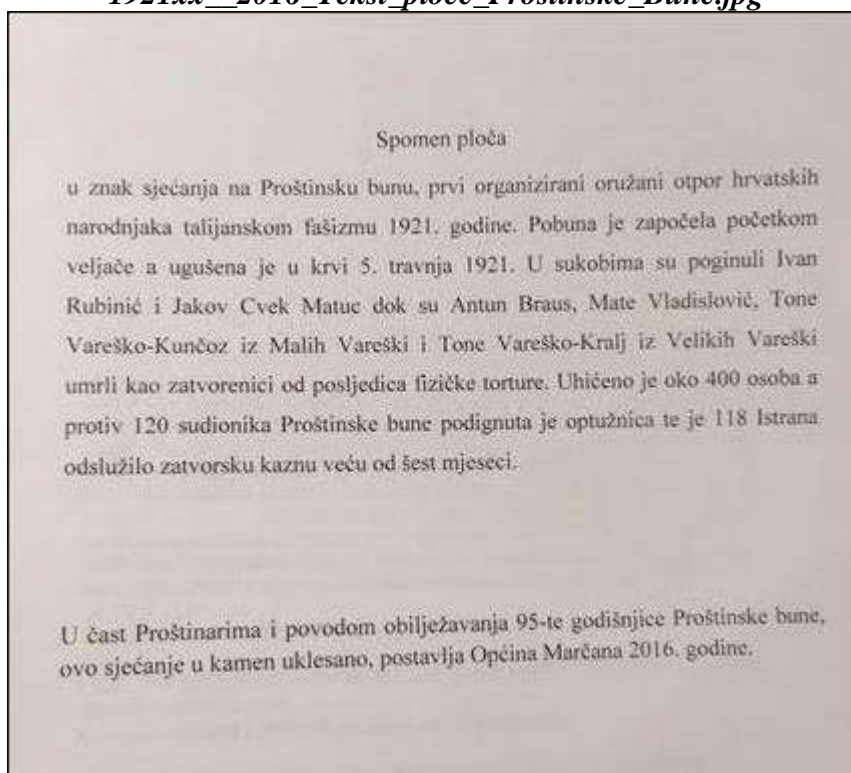 1921xx__2016_Tekst_ploče_Proštinske_Bune.jpg
Spomen ploča
u znak sjećanja na Proštinsku bunu, prvi organizirani oružani otpor hrvatskih
narodnjaka talijanskom fašizmu 1921. godine. Pobuna je započela početkom
veljače a ugušena je u krvi 5. travnja 1921. U sukobima su poginuli Ivan
Rubinić i Jakov Cvek Matuc dok su Antun Braus, Mate Vladislović, Tone
Vareško-Kunčoz iz Malih Vareški i Tone Vareško-Kralj iz Velikih Vareški
umrli kao zatvorenici od posljedica fizičke torture. Uhićeno je oko 400 osoba a
protiv 120 sudionika Proštinske bune podignuta je optužnica te je 118 Istrana
odslužilo zatvorsku kaznu veću od šest mjeseci.
U čast Proštinarima i povodom obilježavanja 95-te godišnjice Proštinske bune,
ovo sjećanje u kamen uklesano, postavlja Općina Marčana 2016. godine.